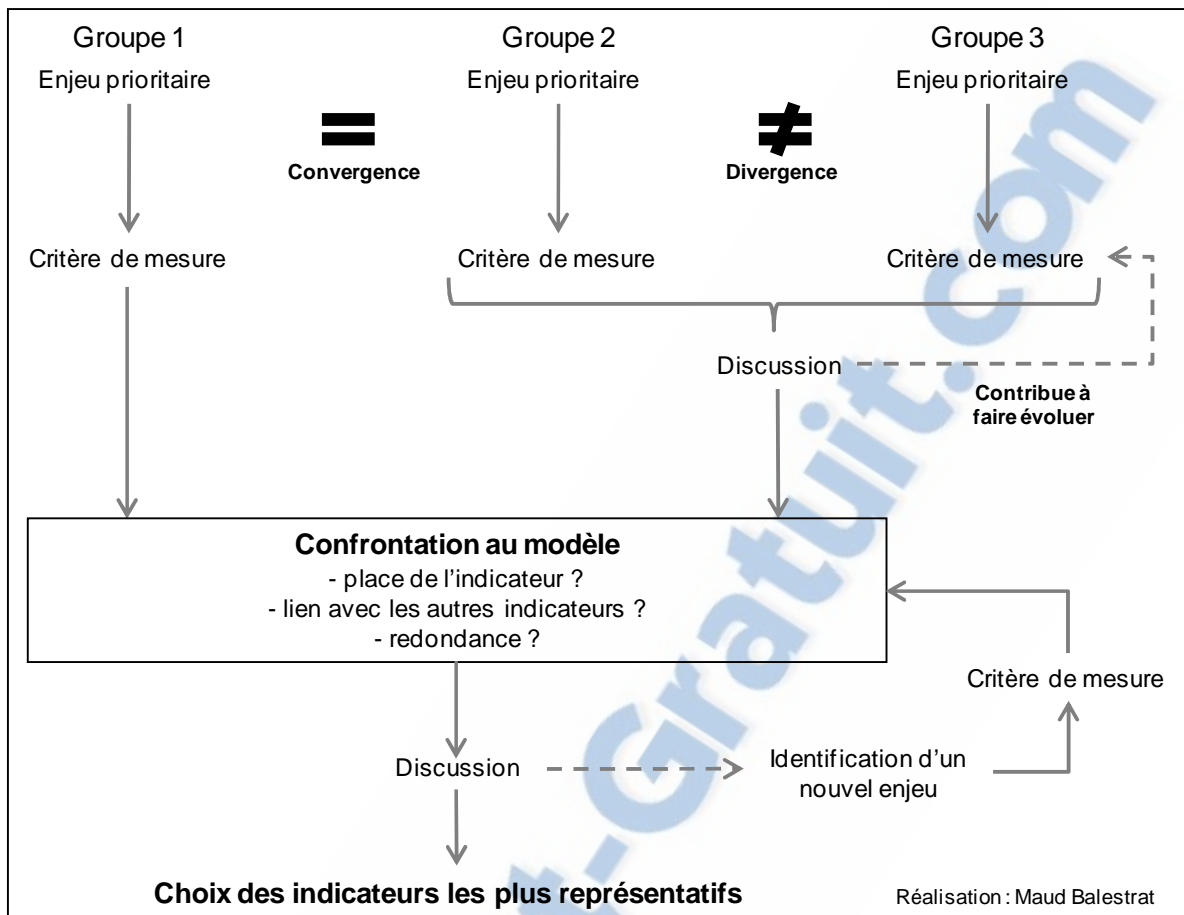 Groupe 1
Groupe 2
Groupe 3
Enjeu prioritaire
Enjeu prioritaire
Enjeu prioritaire
=
≠
Convergence
Divergence
Critère de mesure
Critère de mesure
Critère de mesure
Discussion
Contribue à
faire évoluer
Confrontation au modèle
- place de l'indicateur ?
- lien avec les autres indicateurs ?
- redondance ?
Critère de mesure
Discussion
Identification d'un
nouvel enjeu
Choix des indicateurs les plus représentatifs
Réalisation : Maud Balestrat
t-Gratuit.com